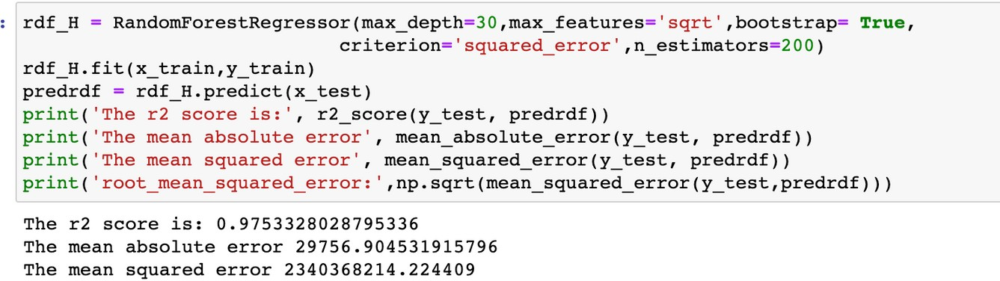 : rdf_H = RandomForestRegressor(max_depth=30,max_features='sqrt',bootstrap= True,
criterion='squared_error',n_estimators=200)
rdf_H.fit(x_train,y_train)
predrdf = rdf_H.predict(x_test)
print('The r2 score is:', r2_score(y_test, predrdf))
print('The mean absolute error', mean_absolute_error(y_test, predrdf))
print('The mean squared error', mean_squared_error(y_test, predrdf))
print('root_mean_squared_error:',np.sqrt(mean_squared_error(y_test,predrdf)))
The r2 score is: 0.9753328028795336
The mean absolute error 29756.904531915796
The mean squared error 2340368214.224409